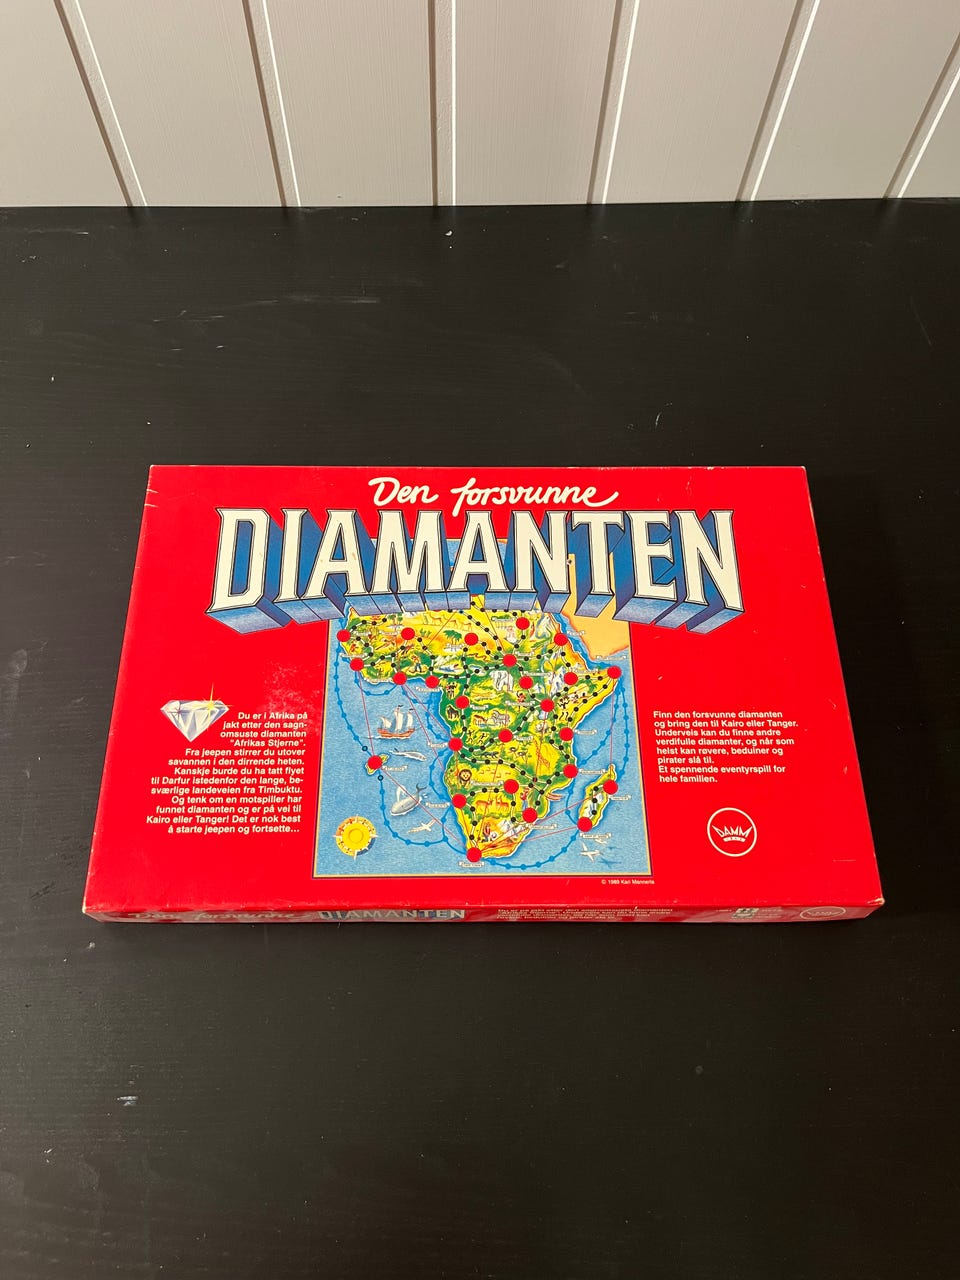 Den forsvunne
DIAMANTEN
Du er i Afrika på
jakt etter den sagn-
omsuste diamanten
"Afrikas Stjerne".
Fra jeepen stirrer du utover
savannen i den dirrende heten.
Kanskje burde du ha tatt flyet
til Darfur istedenfor den lange, be-
sværlige landeveien fra Timbuktu.
Og tenk om en motspiller har
funnet diamanten og er på vei til
Kairo eller Tanger! Det er nok best
å starte jeepen og fortsette...
Finn den forsvunne diamanten
og bring den til Kairo eller Tanger.
Underveis kan du finne andre
verdifulle diamanter, og når som
helst kan røvere, beduiner og
pirater slå til.
Et spennende eventyrspill for
hele familien.
DAMM
© 1989 Kari Mannerla
Den forsvunne DIAMANTEN